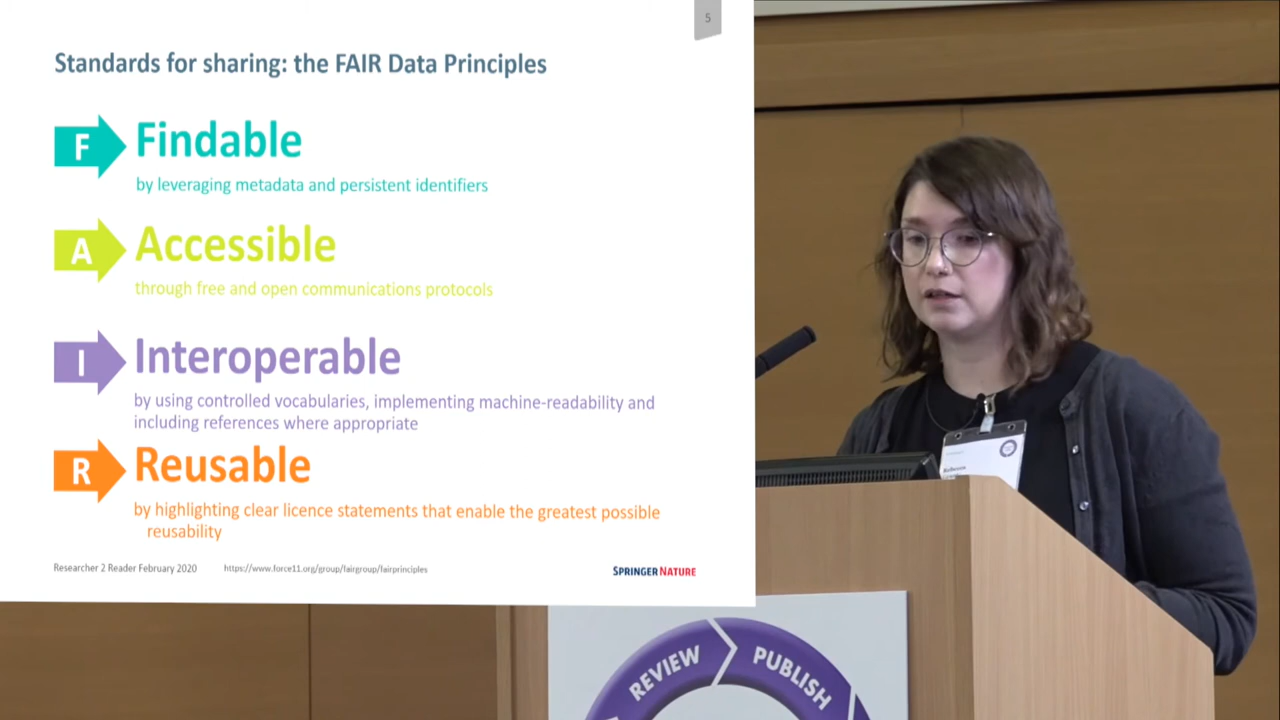 5
Standards for sharing: the FAIR Data Principles
F
Findable
by leveraging metadata and persistent identifiers
A
Accessible
through free and open communications protocols
I
Interoperable
by using controlled vocabularies, implementing machine-readability and
including references where appropriate
R
Reusable
by highlighting clear licence statements that enable the greatest possible
reusability
Researcher 2 Reader February 2020
https://www.force11.org/group/fairgroup/fairprinciples
SPRINGER NATURE
Rebecca
REVIEW
PUBLISH